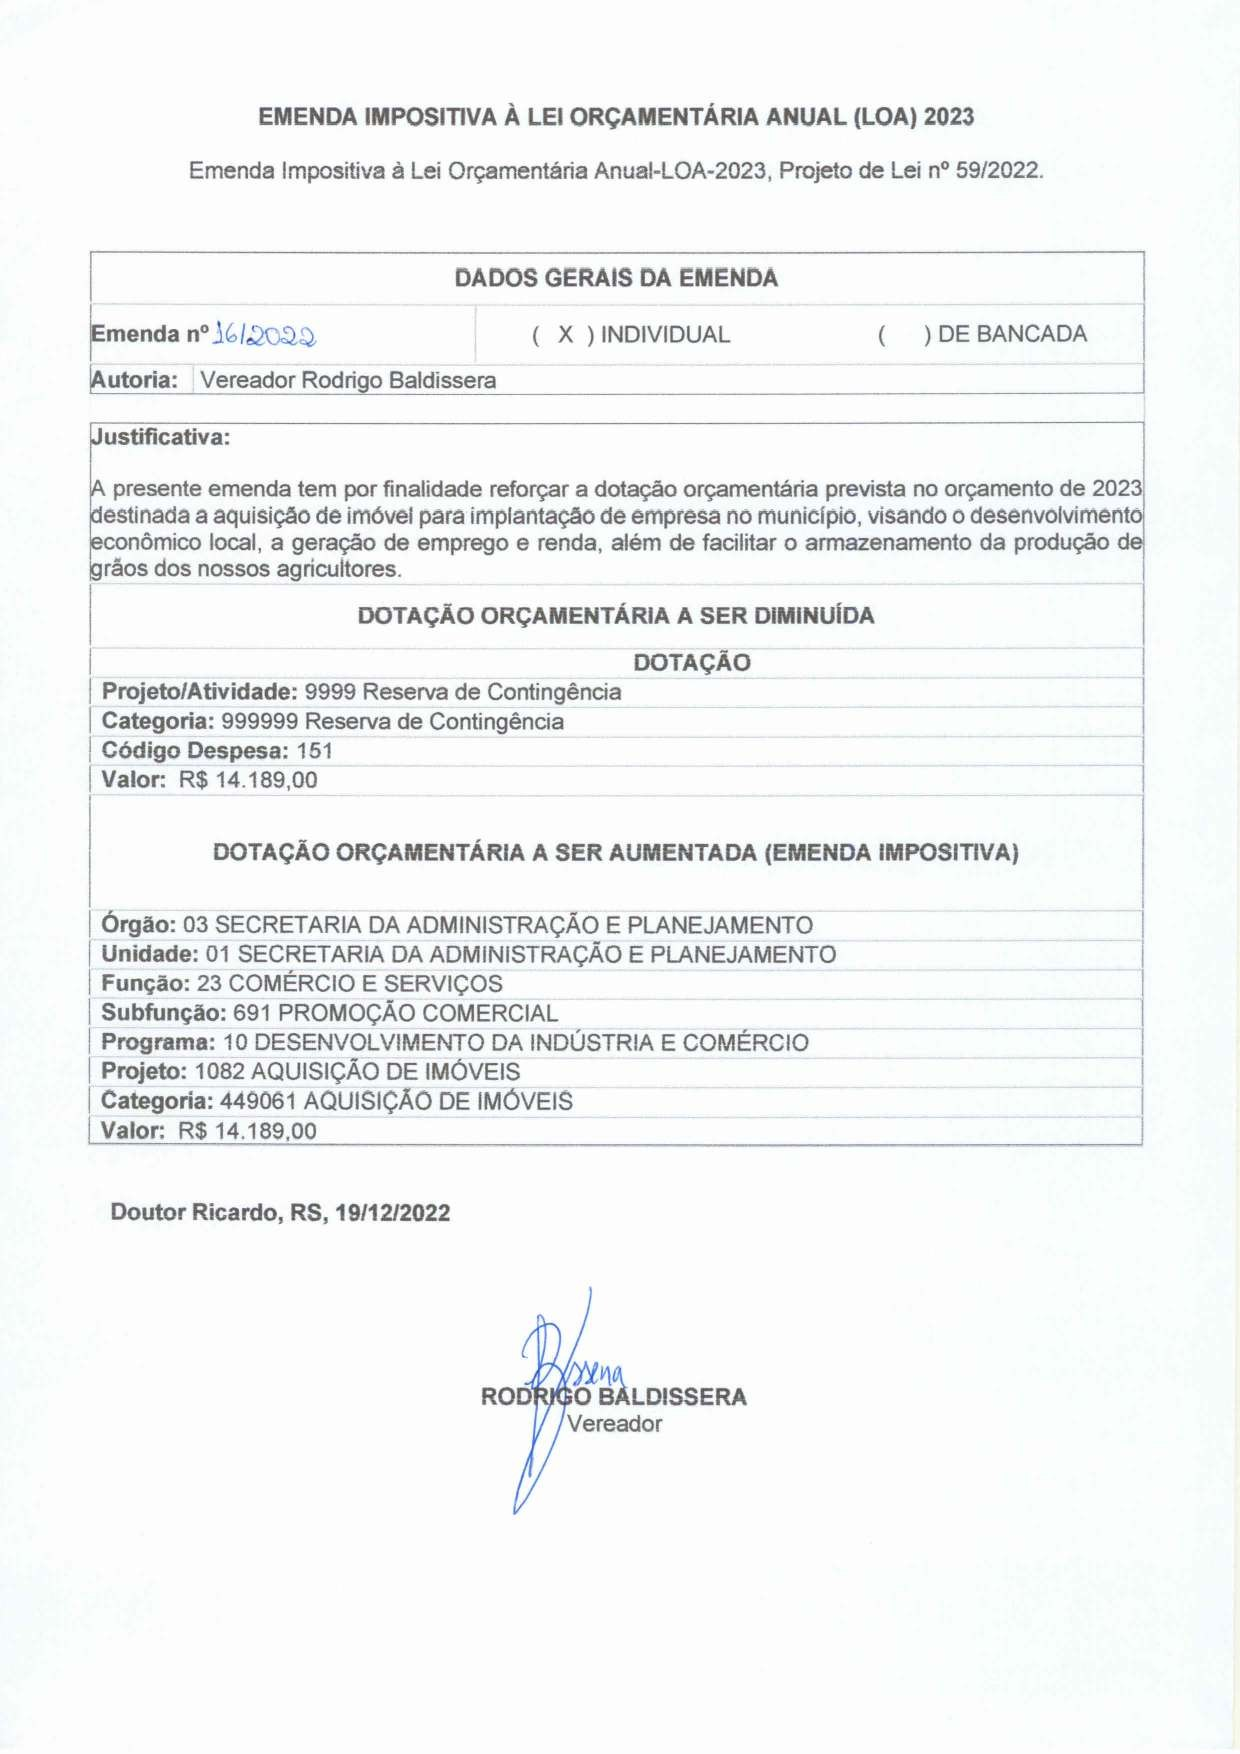 EMENDA IMPOSITIVA À LEI ORÇAMENTÁRIA ANUAL (LOA) 2023
Emenda Impositiva à Lei Orçamentária Anual-LOA-2023, Projeto de Lei nº 59/2022.
DADOS GERAIS DA EMENDA
Emenda nº 16/2022 ( X ) INDIVIDUAL ( ) DE BANCADA
Autoria: Vereador Rodrigo Baldissera
Justificativa:
A presente emenda tem por finalidade reforçar a dotação orçamentária prevista no orçamento de 2023
destinada a aquisição de imóvel para implantação de empresa no município, visando o desenvolvimento
econômico local, a geração de emprego e renda, além de facilitar o armazenamento da produção de
grãos dos nossos agricultores.
DOTAÇÃO ORÇAMENTÁRIA A SER DIMINUÍDA
DOTAÇÃO
Projeto/Atividade: 9999 Reserva de Contingência
Categoria: 999999 Reserva de Contingência
Código Despesa: 151
Valor: R$ 14.189,00
DOTAÇÃO ORÇAMENTÁRIA A SER AUMENTADA (EMENDA IMPOSITIVA)
Órgão: 03 SECRETARIA DA ADMINISTRAÇÃO E PLANEJAMENTO
Unidade: 01 SECRETARIA DA ADMINISTRAÇÃO E PLANEJAMENTO
Função: 23 COMÉRCIO E SERVIÇOS
Subfunção: 691 PROMOÇÃO COMERCIAL
Programa: 10 DESENVOLVIMENTO DA INDÚSTRIA E COMÉRCIO
Projeto: 1082 AQUISIÇÃO DE IMÓVEIS
Categoria: 449061 AQUISIÇÃO DE IMÓVEIS
Valor: R$ 14.189,00
Doutor Ricardo, RS, 19/12/2022
RODRIGO BALDISSERA
Vereador